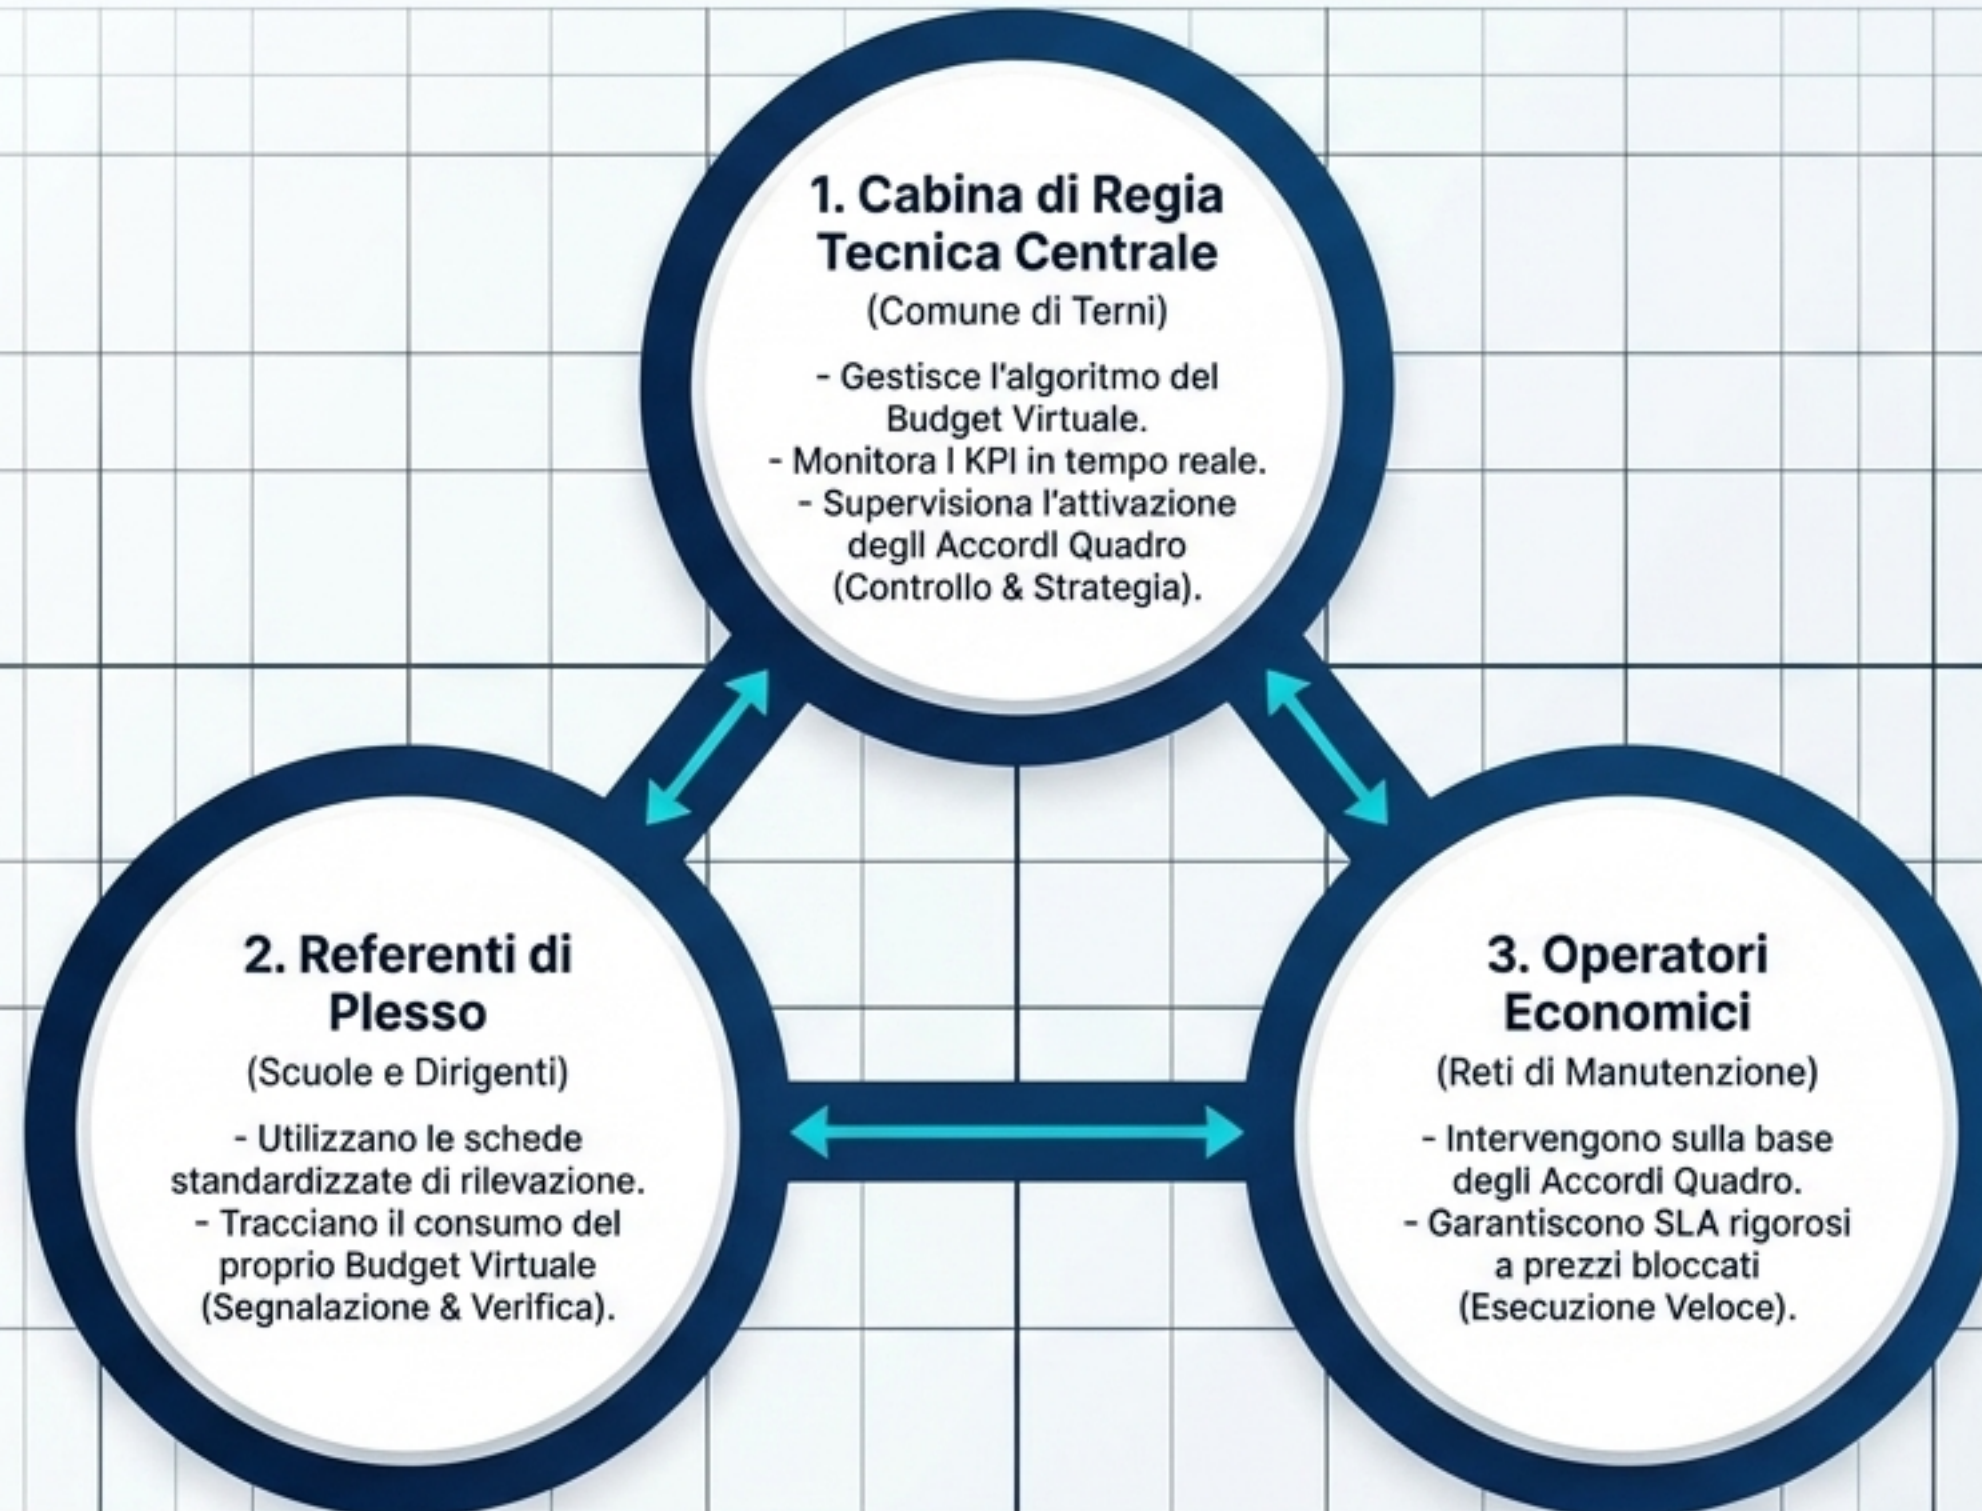 1. Cabina di Regia
Tecnica Centrale
(Comune di Terni)
- Gestisce l'algoritmo del
Budget Virtuale.
- Monitora I KPI in tempo reale.
- Supervisiona l'attivazione
degll Accordl Quadro
(Controllo & Strategia).
2. Referenti di
Plesso
(Scuole e Dirigenti)
- Utilizzano le schede
standardizzate di rilevazione.
- Tracciano il consumo del
proprio Budget Virtuale
(Segnalazione & Verifica).
3. Operatori
Economici
(Reti di Manutenzione)
- Intervengono sulla base
degli Accordi Quadro.
- Garantiscono SLA rigorosi
a prezzi bloccati
(Esecuzione Veloce).